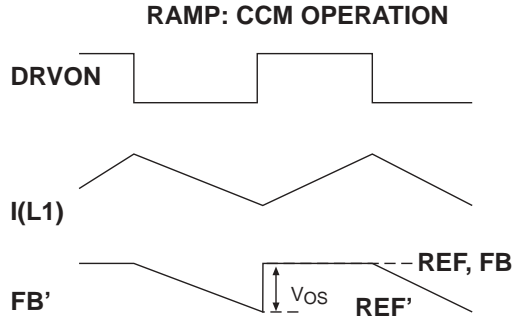 RAMP: CCM OPERATION
DRVON
I(L1)
REF, FB
FB'
VOS
REF'